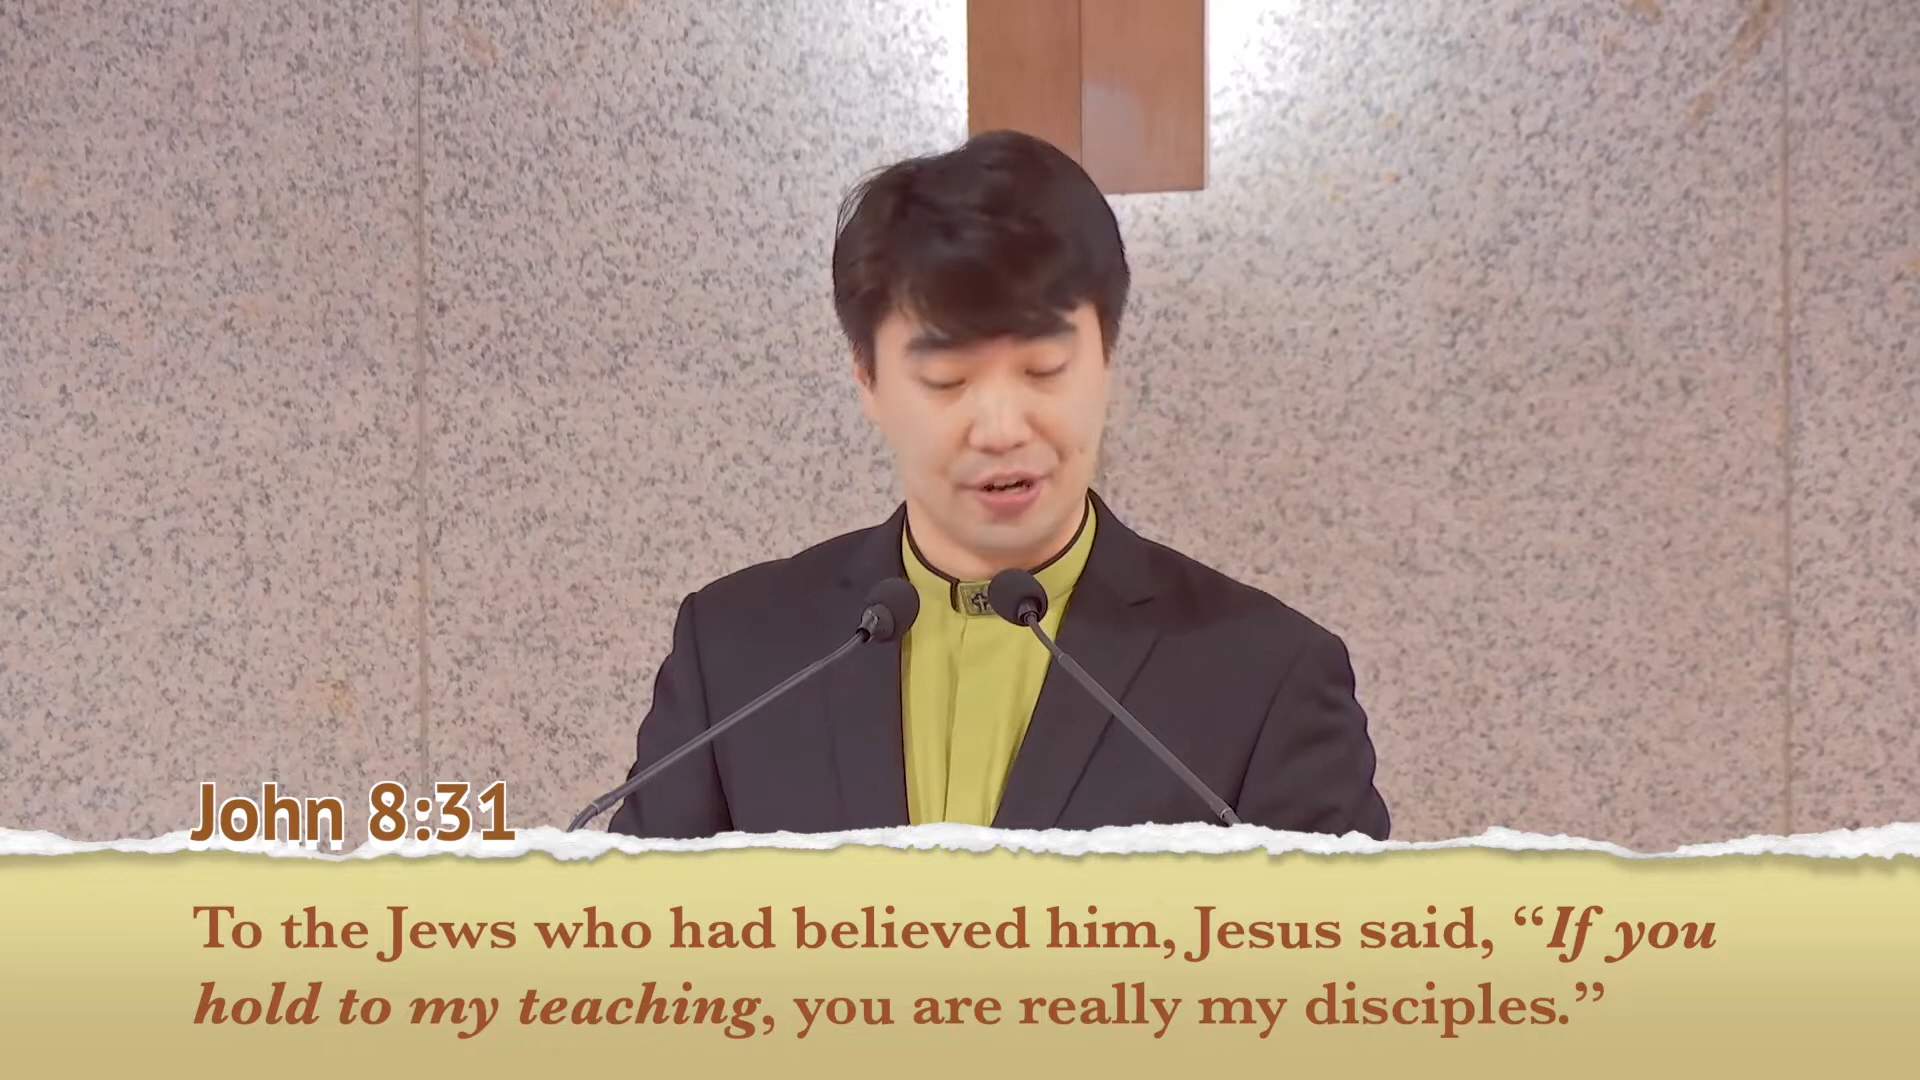 John 8:31
To the Jews who had believed him, Jesus said, “If you
hold to my teaching, you are really my disciples.”